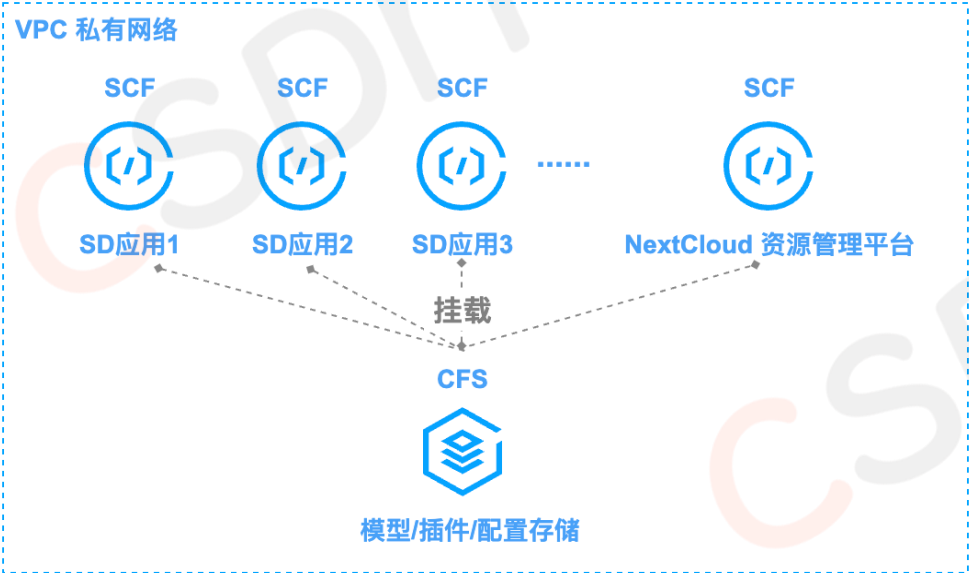 VPC 私有网络
SCF SCF SCF SCF
SD应用1 SD应用2 SD应用3 ······ NextCloud 资源管理平台
挂载
CFS
模型/插件/配置存储
CSDN
CSD